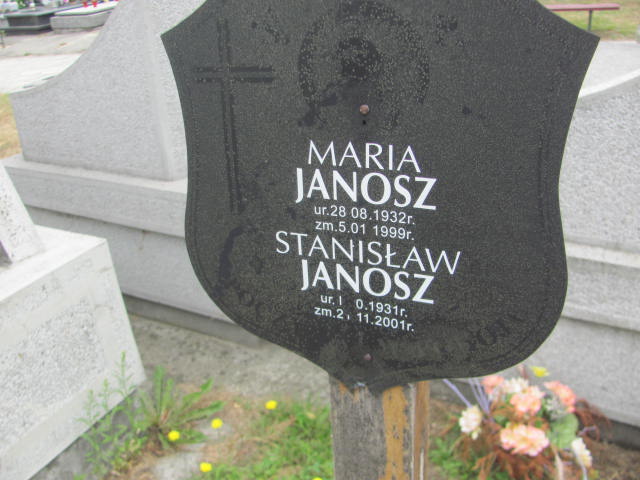 MARIA
JANOSZ
ur.28 08.1932r.
zm.5.01 1999r.
STANISŁAW
JANOSZ
ur.1 0.1931r.
zm.2, 11.2001r.